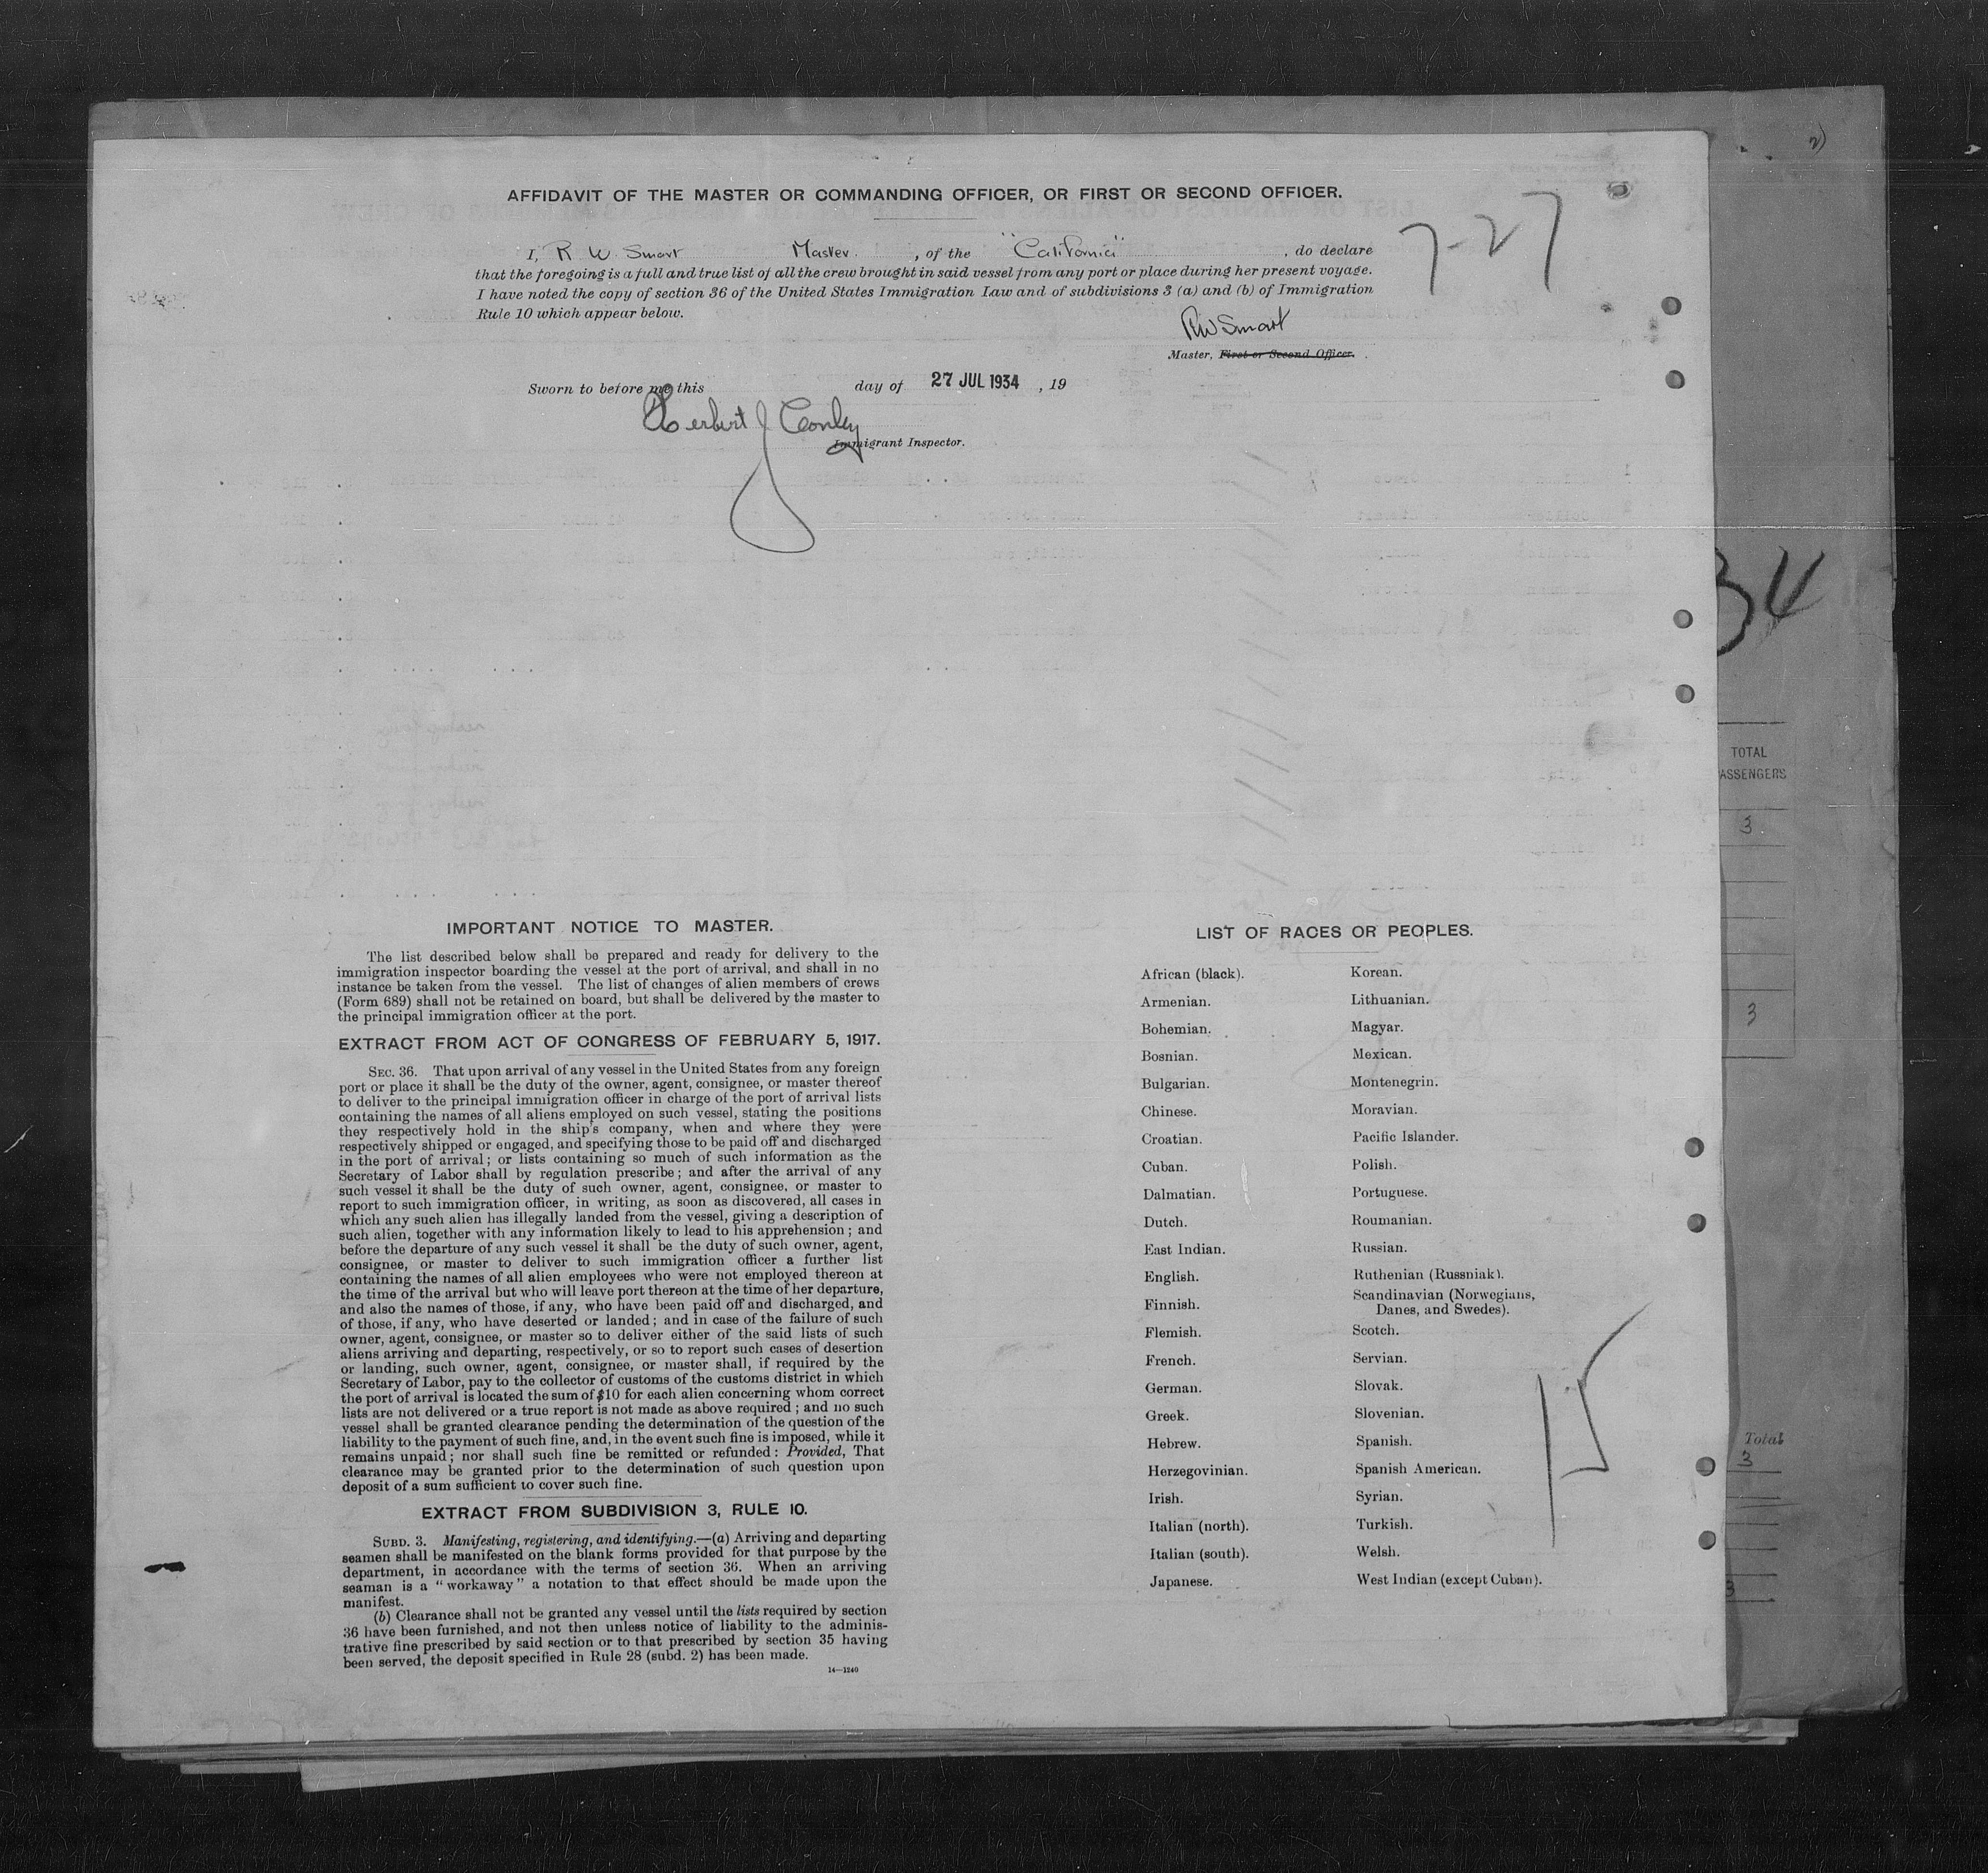 AFFIDAVIT OF THE MASTER OR COMMANDING OFFICER, OR FIRST OR SECOND OFFICER.
7-27
I, R W. Smart Master. , of the "California" , do declare
that the foregoing is a full and true list of all the crew brought in said vessel from any port or place during her present voyage.
I have noted the copy of section 36 of the United States Immigration Law and of subdivisions 3 (a) and (b) of Immigration
Rule 10 which appear below.
RW Smart
Master, First or Second Officer.
Sworn to before me this day of 27 JUL 1934 , 19
Herbert J Conley
Immigrant Inspector.
IMPORTANT NOTICE TO MASTER.
The list described below shall be prepared and ready for delivery to the
immigration inspector boarding the vessel at the port of arrival, and shall in no
instance be taken from the vessel. The list of changes of alien members of crews
(Form 689) shall not be retained on board, but shall be delivered by the master to
the principal immigration officer at the port.
EXTRACT FROM ACT OF CONGRESS OF FEBRUARY 5, 1917.
SEC. 36. That upon arrival of any vessel in the United States from any foreign
port or place it shall be the duty of the owner, agent, consignee, or master thereof
to deliver to the principal immigration officer in charge of the port of arrival lists
containing the names of all aliens employed on such vessel, stating the positions
they respectively hold in the ship's company, when and where they were
respectively shipped or engaged, and specifying those to be paid off and discharged
in the port of arrival; or lists containing so much of such information as the
Secretary of Labor shall by regulation prescribe; and after the arrival of any
such vessel it shall be the duty of such owner, agent, consignee, or master to
report to such immigration officer, in writing, as soon as discovered, all cases in
which any such alien has illegally landed from the vessel, giving a description of
such alien, together with any information likely to lead to his apprehension; and
before the departure of any such vessel it shall be the duty of such owner, agent,
consignee, or master to deliver to such immigration officer a further list
containing the names of all alien employees who were not employed thereon at
the time of the arrival but who will leave port thereon at the time of her departure,
and also the names of those, if any, who have been paid off and discharged, and
of those, if any, who have deserted or landed; and in case of the failure of such
owner, agent, consignee, or master so to deliver either of the said lists of such
aliens arriving and departing, respectively, or so to report such cases of desertion
or landing, such owner, agent, consignee, or master shall, if required by the
Secretary of Labor, pay to the collector of customs of the customs district in which
the port of arrival is located the sum of $10 for each alien concerning whom correct
lists are not delivered or a true report is not made as above required; and no such
vessel shall be granted clearance pending the determination of the question of the
liability to the payment of such fine, and, in the event such fine is imposed, while it
remains unpaid; nor shall such fine be remitted or refunded: Provided, That
clearance may be granted prior to the determination of such question upon
deposit of a sum sufficient to cover such fine.
EXTRACT FROM SUBDIVISION 3, RULE 10.
SUBD. 3. Manifesting, registering, and identifying.—(a) Arriving and departing
seamen shall be manifested on the blank forms provided for that purpose by the
department, in accordance with the terms of section 36. When an arriving
seaman is a "workaway" a notation to that effect should be made upon the
manifest.
(b) Clearance shall not be granted any vessel until the lists required by section
36 have been furnished, and not then unless notice of liability to the adminis-
trative fine prescribed by said section or to that prescribed by section 35 having
been served, the deposit specified in Rule 28 (subd. 2) has been made.
14—1240
LIST OF RACES OR PEOPLES.
African (black).
Armenian.
Bohemian.
Bosnian.
Bulgarian.
Chinese.
Croatian.
Cuban.
Dalmatian.
Dutch.
East Indian.
English.
Finnish.
Flemish.
French.
German.
Greek.
Hebrew.
Herzegovinian.
Irish.
Italian (north).
Italian (south).
Japanese.
Korean.
Lithuanian.
Magyar.
Mexican.
Montenegrin.
Moravian.
Pacific Islander.
Polish.
Portuguese.
Roumanian.
Russian.
Ruthenian (Russniak).
Scandinavian (Norwegians,
Danes, and Swedes).
Scotch.
Servian.
Slovak.
Slovenian.
Spanish.
Spanish American.
Syrian.
Turkish.
Welsh.
West Indian (except Cuban).
15
34
TOTAL
ASSENGERS
3
3
Total
3
3